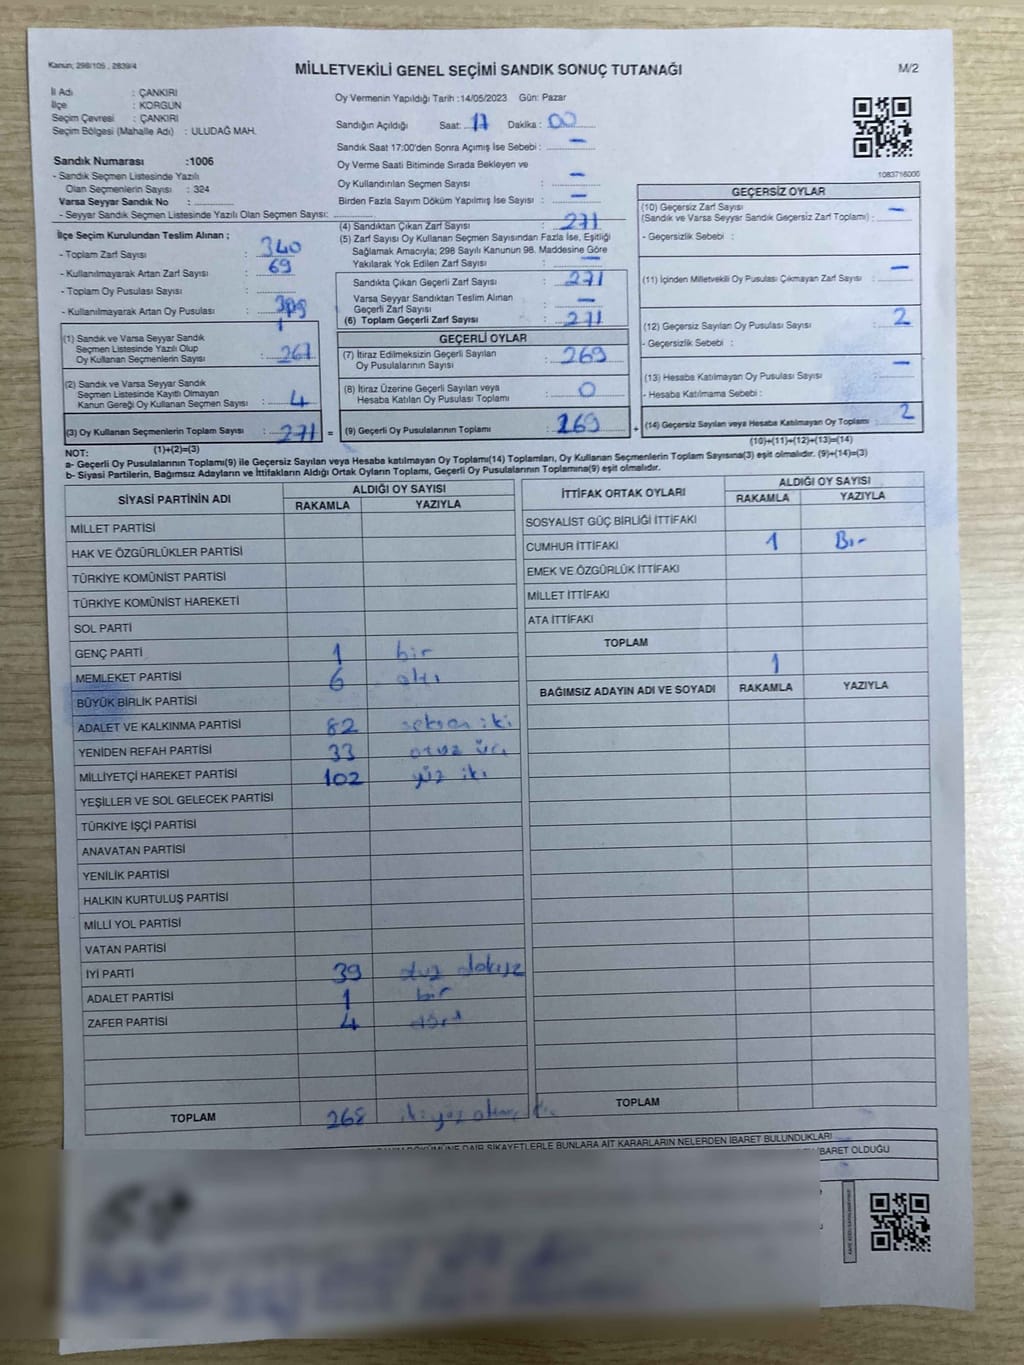 Kanun; 298/105 , 2839/4
MİLLETVEKİLİ GENEL SEÇİMİ SANDIK SONUÇ TUTANAĞI
M/2
İl Adı : ÇANKIRI
İlçe : KORGUN
Seçim Çevresi : ÇANKIRI
Seçim Bölgesi (Mahalle Adı) : ULUDAĞ MAH.
Sandık Numarası :1006
- Sandık Seçmen Listesinde Yazılı
Olan Seçmenlerin Sayısı : 324
Varsa Seyyar Sandık No : ............
- Seyyar Sandık Seçmen Listesinde Yazılı Olan Seçmen Sayısı: ............
Oy Vermenin Yapıldığı Tarih :14/05/2023 Gün: Pazar
Sandığın Açıldığı Saat: 17 Dakika : 00
Sandık Saat 17:00'den Sonra Açımış İse Sebebi : —
Oy Verme Saati Bitiminde Sırada Bekleyen ve
Oy Kullandırılan Seçmen Sayısı : —
Birden Fazla Sayım Döküm Yapılmış İse Sayısı : —
1083716000
İlçe Seçim Kurulundan Teslim Alınan ;
- Toplam Zarf Sayısı : 340
- Kullanılmayarak Artan Zarf Sayısı : 69
- Toplam Oy Pusulası Sayısı : ............
- Kullanılmayarak Artan Oy Pusulası :
(1) Sandık ve Varsa Seyyar Sandık
Seçmen Listesinde Yazılı Olup
Oy Kullanan Seçmenlerin Sayısı : 267
(2) Sandık ve Varsa Seyyar Sandık
Seçmen Listesinde Kayıtlı Olmayan
Kanun Gereği Oy Kullanan Seçmen Sayısı : 4
(3) Oy Kullanan Seçmenlerin Toplam Sayısı : 271 =
(1)+(2)=(3)
(4) Sandıktan Çıkan Zarf Sayısı : 271
(5) Zarf Sayısı Oy Kullanan Seçmen Sayısından Fazla İse, Eşitliği
Sağlamak Amacıyla; 298 Sayılı Kanunun 98. Maddesine Göre
Yakılarak Yok Edilen Zarf Sayısı : —
Sandıkta Çıkan Geçerli Zarf Sayısı : 271
Varsa Seyyar Sandıktan Teslim Alınan
Geçerli Zarf Sayısı : —
(6) Toplam Geçerli Zarf Sayısı : 271
GEÇERLİ OYLAR
(7) İtiraz Edilmeksizin Geçerli Sayılan
Oy Pusulalarının Sayısı : 269
(8) İtiraz Üzerine Geçerli Sayılan veya
Hesaba Katılan Oy Pusulası Toplamı : 0
(9) Geçerli Oy Pusulalarının Toplamı : 269 +
GEÇERSİZ OYLAR
(10) Geçersiz Zarf Sayısı
(Sandık ve Varsa Seyyar Sandık Geçersiz Zarf Toplamı) : —
- Geçersizlik Sebebi :
(11) İçinden Milletvekili Oy Pusulası Çıkmayan Zarf Sayısı : —
(12) Geçersiz Sayılan Oy Pusulası Sayısı : 2
- Geçersizlik Sebebi :
(13) Hesaba Katılmayan Oy Pusulası Sayısı : —
- Hesaba Katılmama Sebebi :
(14) Geçersiz Sayılan veya Hesaba Katılmayan Oy Toplamı : 2
(10)+(11)+(12)+(13)=(14)
NOT:
a- Geçerli Oy Pusulalarının Toplamı(9) ile Geçersiz Sayılan veya Hesaba katılmayan Oy Toplamı(14) Toplamları, Oy Kullanan Seçmenlerin Toplam Sayısına(3) eşit olmalıdır. (9)+(14)=(3)
b- Siyasi Partilerin, Bağımsız Adayların ve İttifakların Aldığı Ortak Oyların Toplamı, Geçerli Oy Pusulalarının Toplamına(9) eşit olmalıdır.
SİYASİ PARTİNİN ADI ALDIĞI OY SAYISI
RAKAMLA YAZIYLA
MİLLET PARTİSİ
HAK VE ÖZGÜRLÜKLER PARTİSİ
TÜRKİYE KOMÜNİST PARTİSİ
TÜRKİYE KOMÜNİST HAREKETİ
SOL PARTİ
GENÇ PARTİ 1 bir
MEMLEKET PARTİSİ 6 altı
BÜYÜK BİRLİK PARTİSİ
ADALET VE KALKINMA PARTİSİ 82 seksen iki
YENİDEN REFAH PARTİSİ 33 otuz üç
MİLLİYETÇİ HAREKET PARTİSİ 102 yüz iki
YEŞİLLER VE SOL GELECEK PARTİSİ
TÜRKİYE İŞÇİ PARTİSİ
ANAVATAN PARTİSİ
YENİLİK PARTİSİ
HALKIN KURTULUŞ PARTİSİ
MİLLİ YOL PARTİSİ
VATAN PARTİSİ
İYİ PARTİ 39 otuz dokuz
ADALET PARTİSİ 1 bir
ZAFER PARTİSİ 4 dört
TOPLAM 268
İTTİFAK ORTAK OYLARI ALDIĞI OY SAYISI
RAKAMLA YAZIYLA
SOSYALİST GÜÇ BİRLİĞİ İTTİFAKI
CUMHUR İTTİFAKI 1 Bir
EMEK VE ÖZGÜRLÜK İTTİFAKI
MİLLET İTTİFAKI
ATA İTTİFAKI
TOPLAM 1
BAĞIMSIZ ADAYIN ADI VE SOYADI RAKAMLA YAZIYLA
TOPLAM
DÖKÜMÜNE DAİR ŞİKAYETLERLE BUNLARA AİT KARARLARIN NELERDEN İBARET BULUNDUKLARI
İBARET OLDUĞU